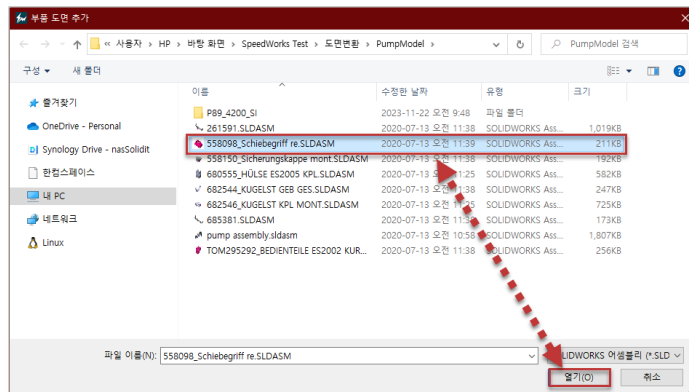 부품 도면 추가
« 사용자 › HP › 바탕 화면 › SpeedWorks Test › 도면변환 › PumpModel ›
PumpModel 검색
구성 새 폴더
이름 수정한 날짜 유형 크기
즐겨찾기
OneDrive - Personal
Synology Drive - nasSolidit
한컴스페이스
내 PC
네트워크
Linux
P89_4200_SI 2023-11-22 오전 9:48 파일 폴더
261591.SLDASM 2020-07-13 오전 11:38 SOLIDWORKS Ass... 1,019KB
558098_Schiebegriff re.SLDASM 2020-07-13 오전 11:39 SOLIDWORKS Ass... 211KB
558150_Sicherungskappe mont.SLDASM 2020-07-13 오전 11:38 SOLIDWORKS Ass... 192KB
680555_HÜLSE ES2005 KPL.SLDASM 2020-07-13 11:25 SOLIDWORKS Ass... 582KB
682544_KUGELST GEB GES.SLDASM 2020-07-13 오전 11:38 SOLIDWORKS Ass... 247KB
682546_KUGELST KPL MONT.SLDASM 2020-07-13 오전 SOLIDWORKS Ass... 725KB
685381.SLDASM 2020-07-13 오전 SOLIDWORKS Ass... 173KB
pump assembly.sldasm 2020-07-13 오전 10:58 SOLIDWORKS Ass... 1,807KB
TOM295292_BEDIENTEILE ES2002 KUR... 2020-07-13 오전 11:38 SOLIDWORKS Ass... 256KB
파일 이름(N): 558098_Schiebegriff re.SLDASM
어셈블리 (*.SLD
열기(O) 취소